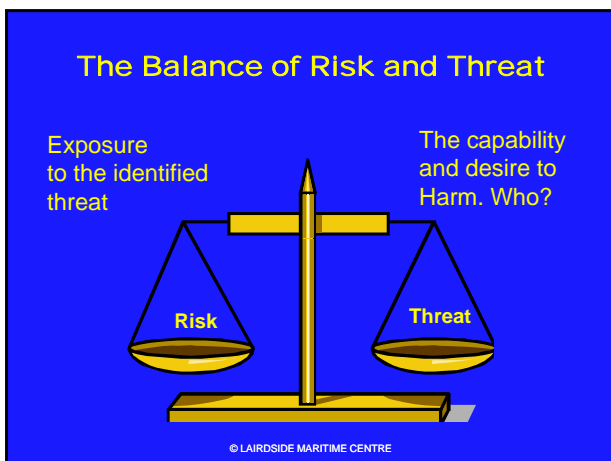 The Balance of Risk and Threat
Exposure
to the identified
threat
The capability
and desire to
Harm. Who?
Risk
Threat
© LAIRDSIDE MARITIME CENTRE